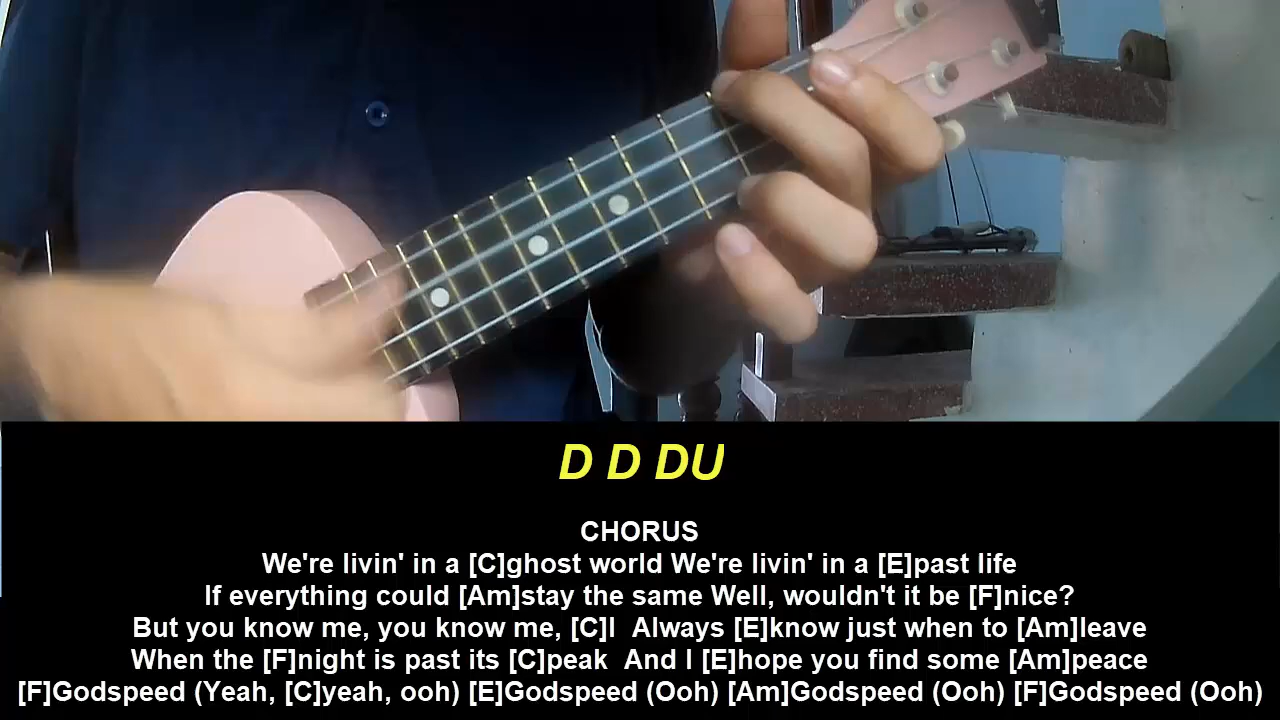 D D DU
CHORUS
We're livin' in a [C]ghost world We're livin' in a [E]past life
If everything could [Am]stay the same Well, wouldn't it be [F]nice?
But you know me, you know me, [C]I  Always [E]know just when to [Am]leave
When the [F]night is past its [C]peak  And I [E]hope you find some [Am]peace
[F]Godspeed (Yeah, [C]yeah, ooh) [E]Godspeed (Ooh) [Am]Godspeed (Ooh) [F]Godspeed (Ooh)